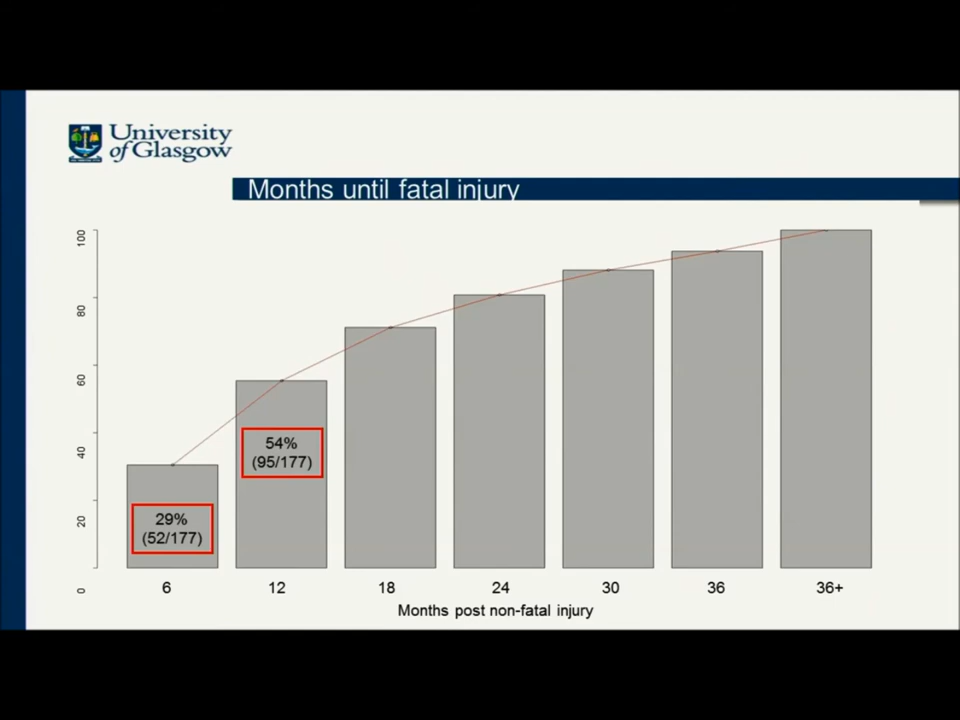 University
of Glasgow
Months until fatal injury
100
80
60
40
20
0
54%
(95/177)
29%
(52/177)
6 12 18 24 30 36 36+
Months post non-fatal injury